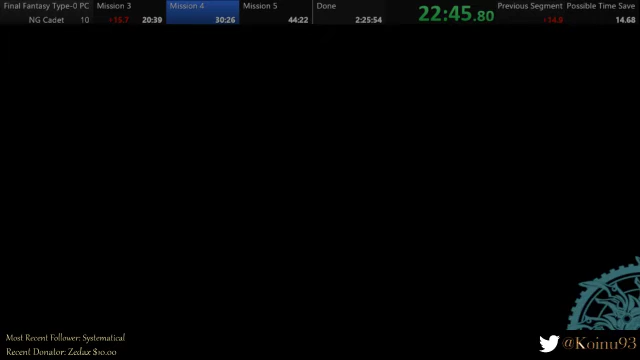 Final Fantasy Type-0 PC Mission 3 Mission 4 Mission 5 Done 22:45.80 Previous Segment Possible Time Save
NG Cadet 10 +15.7 20:39 30:26 44:22 2:25:54 +14.9 14.68
Most Recent Follower: Systematical
Recent Donator: Zedax $10.00
@Koinu93